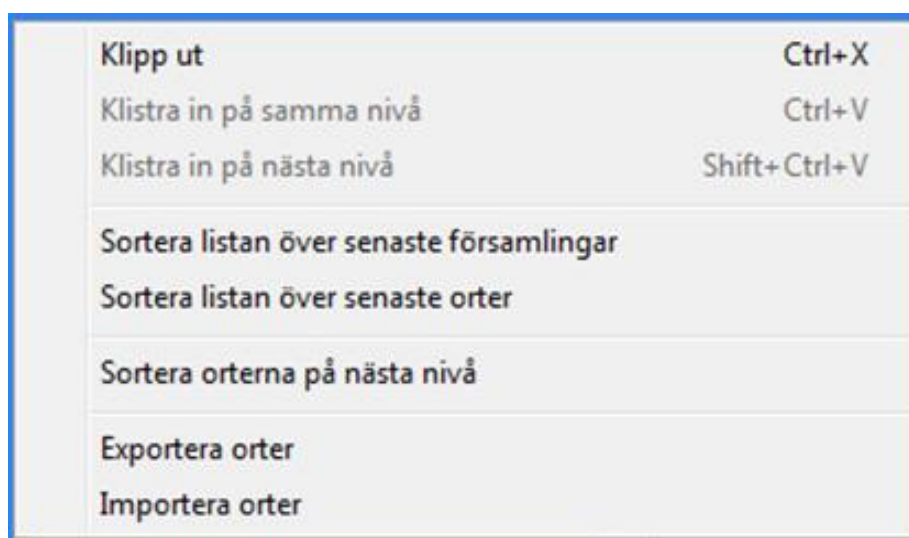 Klipp ut Ctrl+X
Klistra in på samma nivå Ctrl+V
Klistra in på nästa nivå Shift+Ctrl+V
Sortera listan över senaste församlingar
Sortera listan över senaste orter
Sortera orterna på nästa nivå
Exportera orter
Importera orter